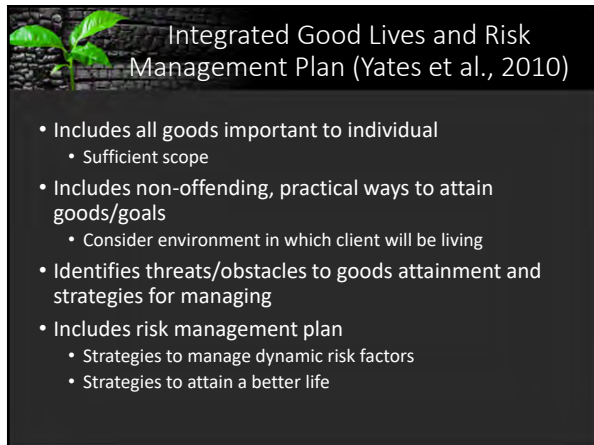 Integrated Good Lives and Risk
Management Plan (Yates et al., 2010)
• Includes all goods important to individual
• Sufficient scope
• Includes non-offending, practical ways to attain
goods/goals
• Consider environment in which client will be living
• Identifies threats/obstacles to goods attainment and
strategies for managing
• Includes risk management plan
• Strategies to manage dynamic risk factors
• Strategies to attain a better life